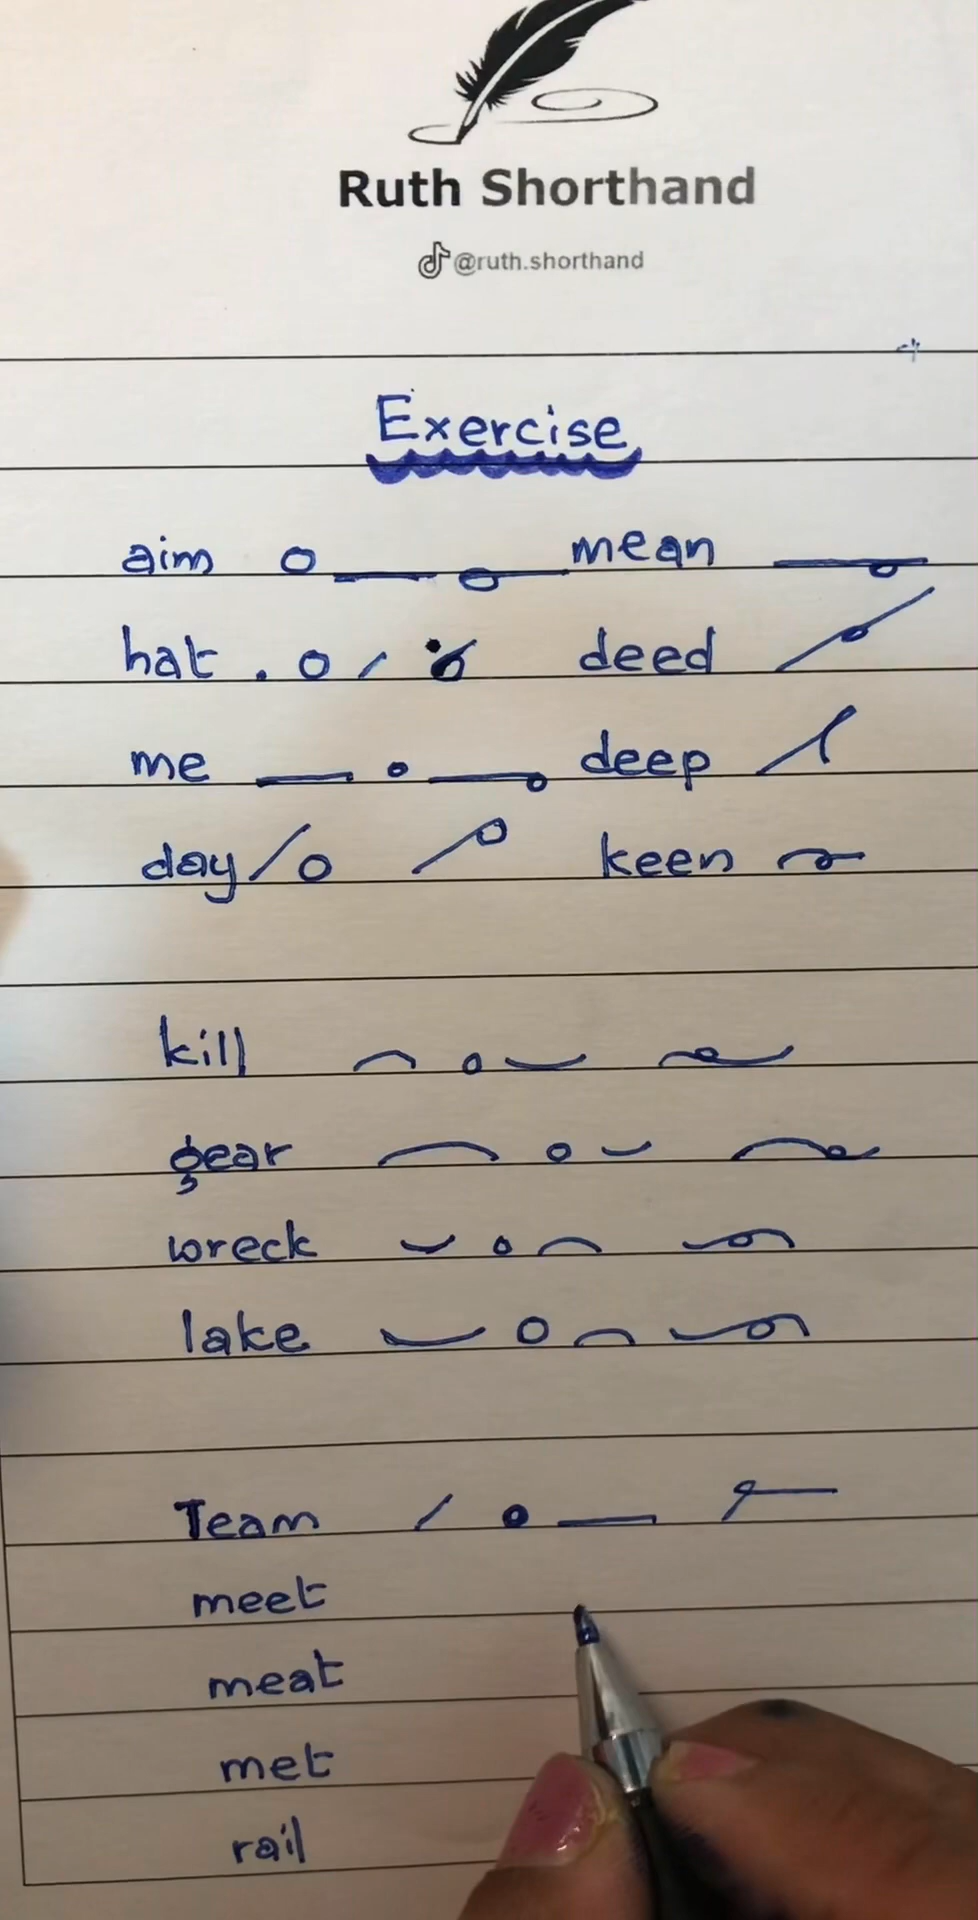 Ruth Shorthand
@ruth.shorthand
Exercise
aim mean
hat deed
me deep
day keen
kill
gear
wreck
lake
Team
meet
meat
met
rail